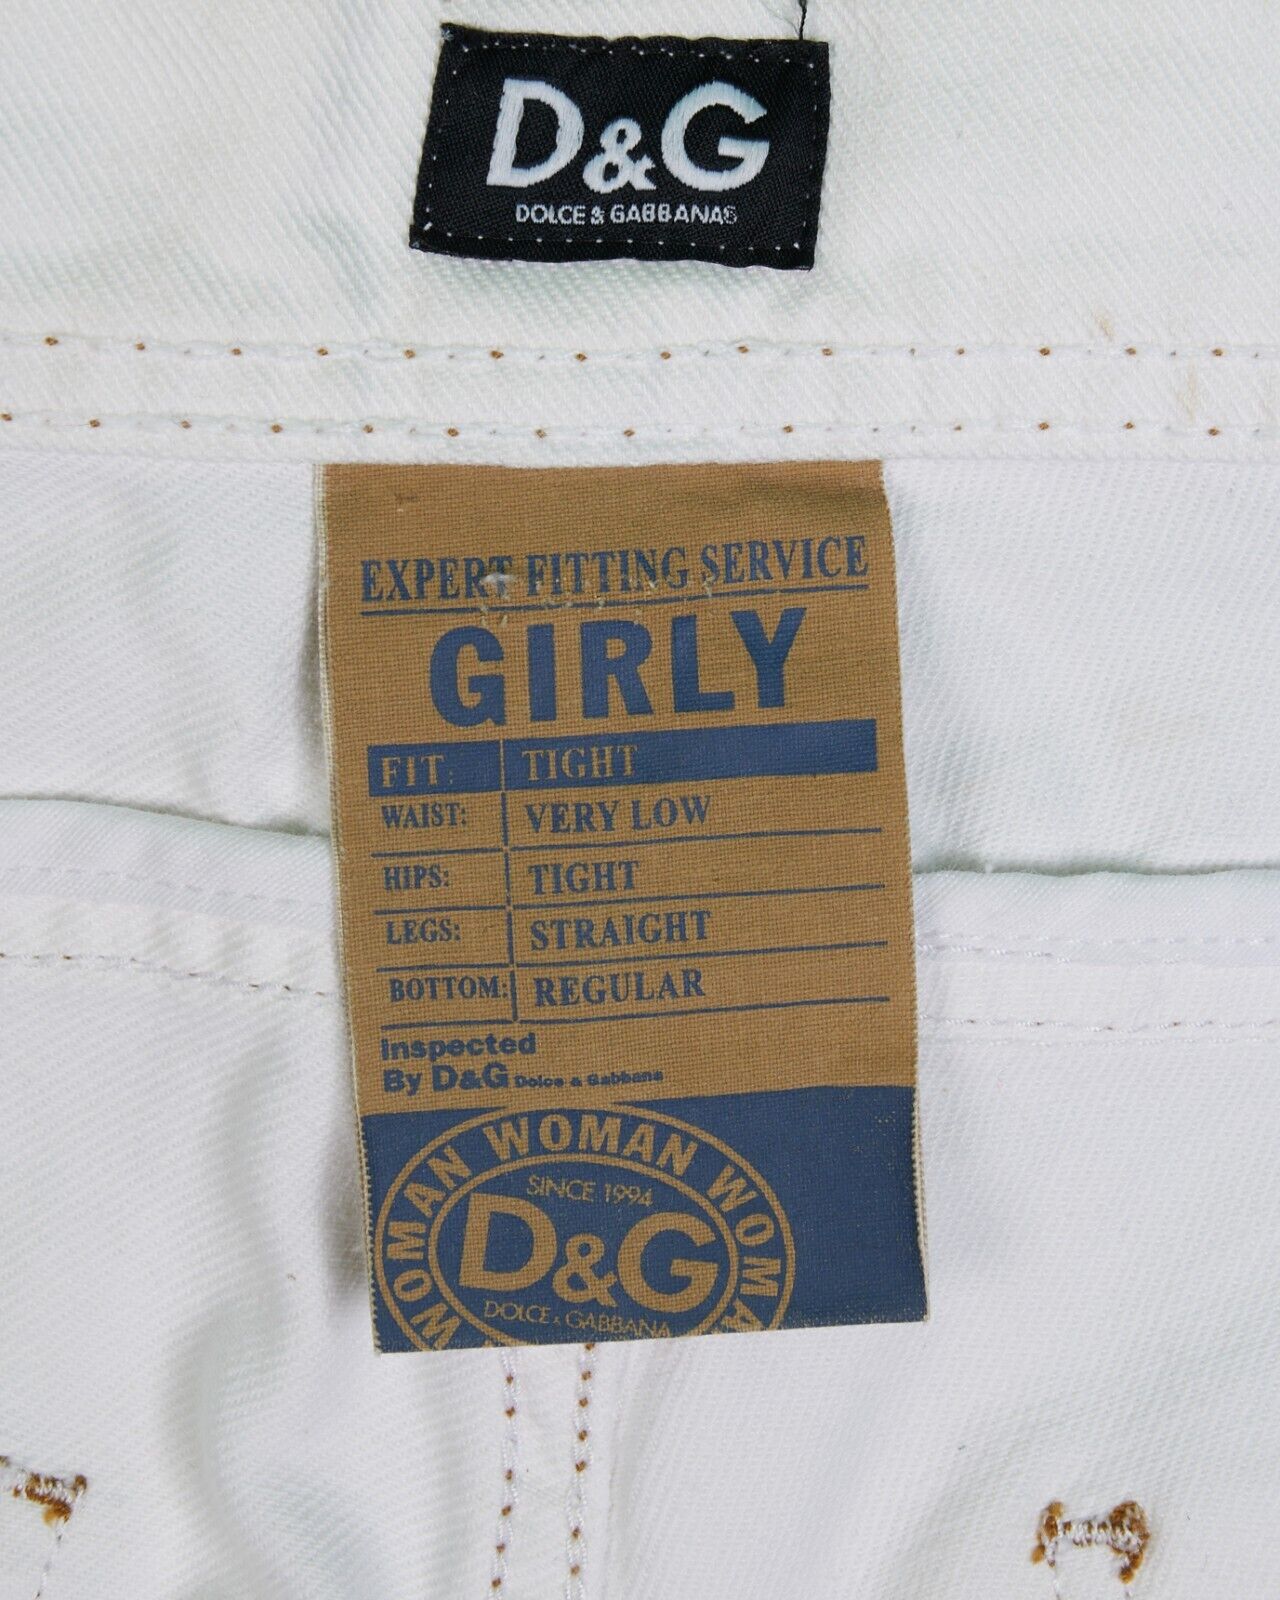 D&G
DOLCE & GABBANAS
EXPERT FITTING SERVICE
GIRLY
FIT: TIGHT
WAIST: VERY LOW
HIPS: TIGHT
LEGS: STRAIGHT
BOTTOM: REGULAR
Inspected
By D&G Dolce & Gabbana
WOMAN WOMAN WOMA
SINCE 1994
D&G
DOLCE & GABBANA